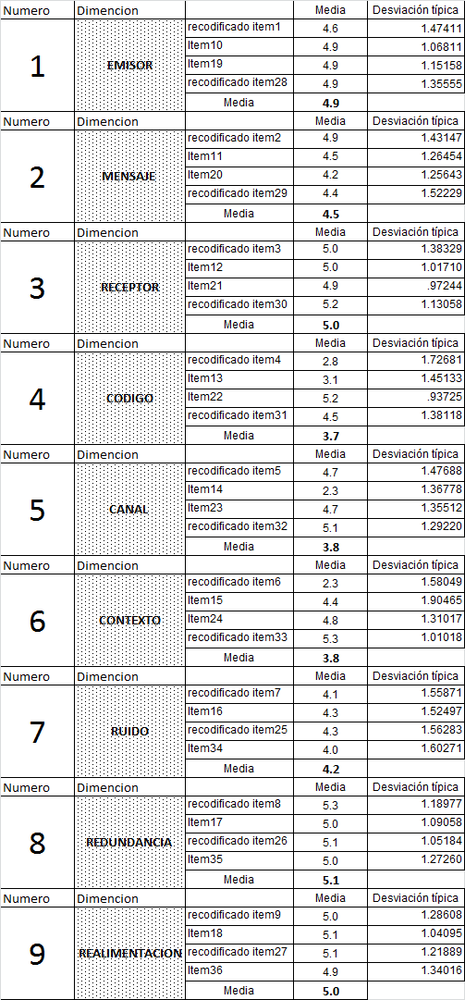 Numero Dimencion Media Desviación típica
1 EMISOR
recodificado item1 4.6 1.47411
Item10 4.9 1.06811
Item19 4.9 1.15158
recodificado item28 4.9 1.35555
Media 4.9
Numero Dimencion Media Desviación típica
2 MENSAJE
recodificado item2 4.9 1.43147
Item11 4.5 1.26454
Item20 4.2 1.25643
recodificado item29 4.4 1.52229
Media 4.5
Numero Dimencion Media Desviación típica
3 RECEPTOR
recodificado item3 5.0 1.38329
Item12 5.0 1.01710
Item21 4.9 .97244
recodificado item30 5.2 1.13058
Media 5.0
Numero Dimencion Media Desviación típica
4 CODIGO
recodificado item4 2.8 1.72681
Item13 3.1 1.45133
Item22 5.2 .93725
recodificado item31 4.5 1.38118
Media 3.7
Numero Dimencion Media Desviación típica
5 CANAL
recodificado item5 4.7 1.47688
Item14 2.3 1.36778
Item23 4.7 1.35512
recodificado item32 5.1 1.29220
Media 3.8
Numero Dimencion Media Desviación típica
6 CONTEXTO
recodificado item6 2.3 1.58049
Item15 4.4 1.90465
Item24 4.8 1.31017
recodificado item33 5.3 1.01018
Media 3.8
Numero Dimencion Media Desviación típica
7 RUIDO
recodificado item7 4.1 1.55871
Item16 4.3 1.52497
recodificado item25 4.3 1.56283
Item34 4.0 1.60271
Media 4.2
Numero Dimencion Media Desviación típica
8 REDUNDANCIA
recodificado item8 5.3 1.18977
Item17 5.0 1.09058
recodificado item26 5.1 1.05184
Item35 5.0 1.27260
Media 5.1
Numero Dimencion Media Desviación típica
9 REALIMENTACION
recodificado item9 5.0 1.28608
Item18 5.1 1.04095
recodificado item27 5.1 1.21889
Item36 4.9 1.34016
Media 5.0